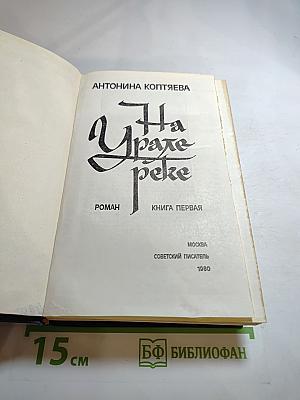 АНТОНИНА КОПТЯЕВА
На
Урале
реке
РОМАН КНИГА ПЕРВАЯ
МОСКВА
СОВЕТСКИЙ ПИСАТЕЛЬ
1980
15 см
БФ БИБЛИОФАН